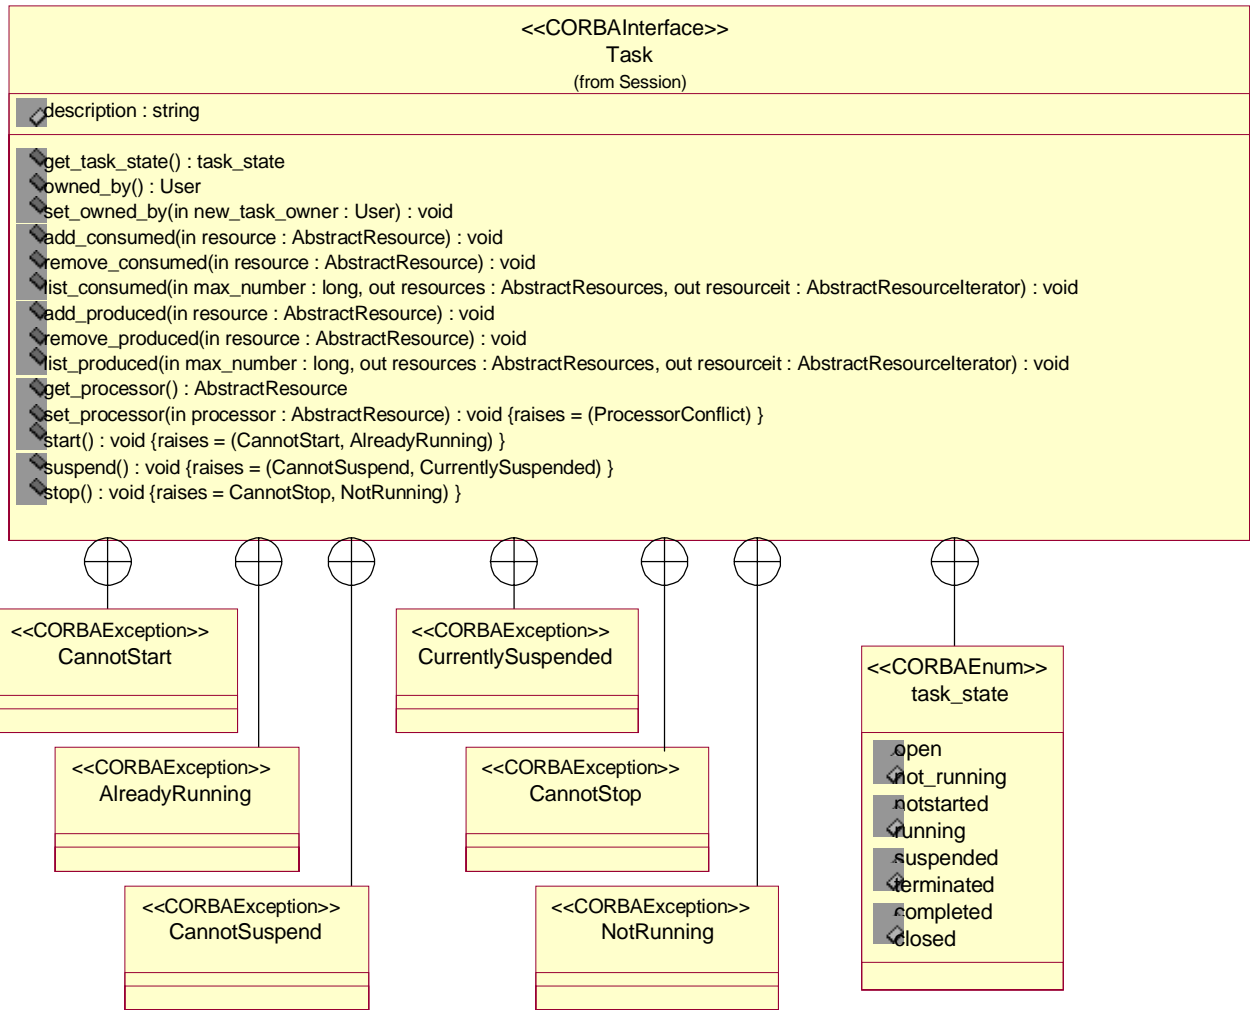 <<CORBAInterface>>
Task
(from Session)
description : string
get_task_state() : task_state
owned_by() : User
set_owned_by(in new_task_owner : User) : void
add_consumed(in resource : AbstractResource) : void
remove_consumed(in resource : AbstractResource) : void
list_consumed(in max_number : long, out resources : AbstractResources, out resourceit : AbstractResourceIterator) : void
add_produced(in resource : AbstractResource) : void
remove_produced(in resource : AbstractResource) : void
list_produced(in max_number : long, out resources : AbstractResources, out resourceit : AbstractResourceIterator) : void
get_processor() : AbstractResource
set_processor(in processor : AbstractResource) : void {raises = (ProcessorConflict) }
start() : void {raises = (CannotStart, AlreadyRunning) }
suspend() : void {raises = (CannotSuspend, CurrentlySuspended) }
stop() : void {raises = CannotStop, NotRunning) }
<<CORBAException>>
CannotStart
<<CORBAException>>
CurrentlySuspended
<<CORBAEnum>>
task_state
open
not_running
notstarted
running
suspended
terminated
completed
closed
<<CORBAException>>
AlreadyRunning
<<CORBAException>>
CannotStop
<<CORBAException>>
CannotSuspend
<<CORBAException>>
NotRunning